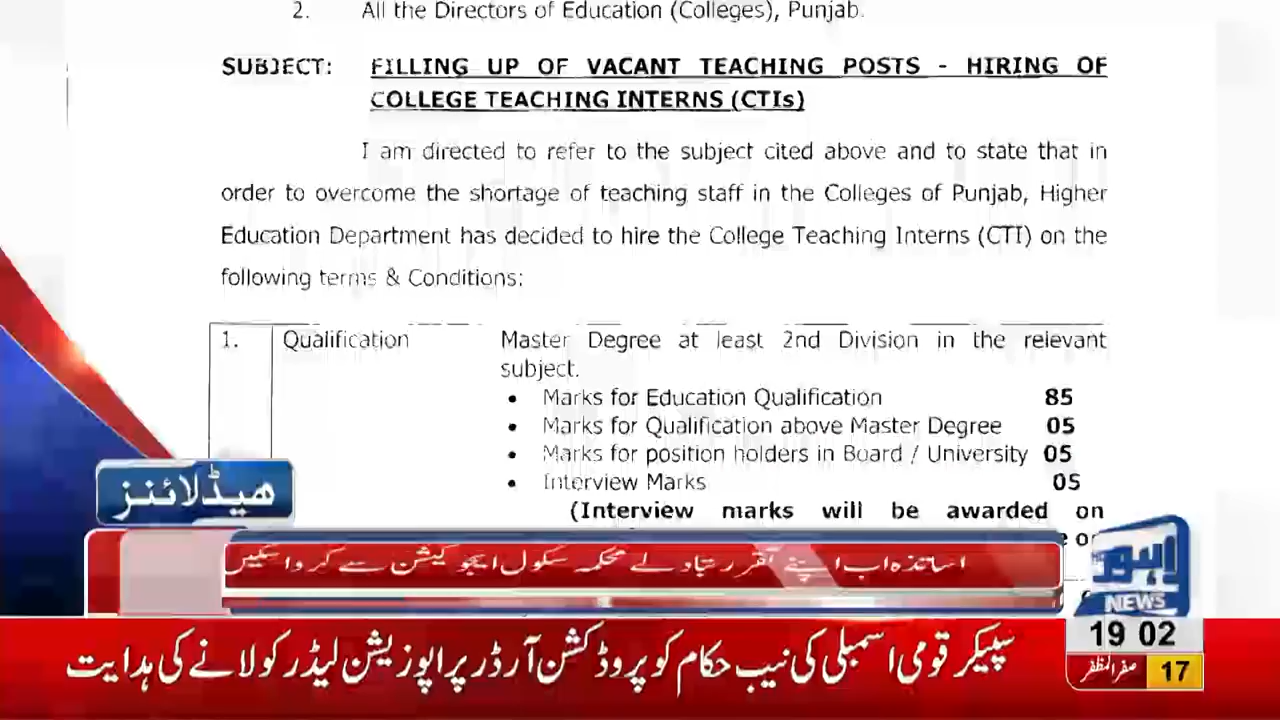 2. All the Directors of Education (Colleges), Punjab.
SUBJECT: FILLING UP OF VACANT TEACHING POSTS - HIRING OF
COLLEGE TEACHING INTERNS (CTIs)
I am directed to refer to the subject cited above and to state that in
order to overcome the shortage of teaching staff in the Colleges of Punjab, Higher
Education Department has decided to hire the College Teaching Interns (CTI) on the
following terms & Conditions:
1. Qualification Master Degree at least 2nd Division in the relevant
subject.
• Marks for Education Qualification 85
• Marks for Qualification above Master Degree 05
• Marks for position holders in Board / University 05
• Interview Marks 05
(Interview marks will be awarded on
ہیڈلائنز
اساتذہ اب اپنے تقرر تبادلے محکمہ سکول ایجوکیشن سے کروا سکیں
لاہور
NEWS
19 02
17 صفر المظفر
سپیکر قومی اسمبلی کی نیب حکام کو پروڈکشن آرڈر پر اپوزیشن لیڈر کو لانے کی ہدایت